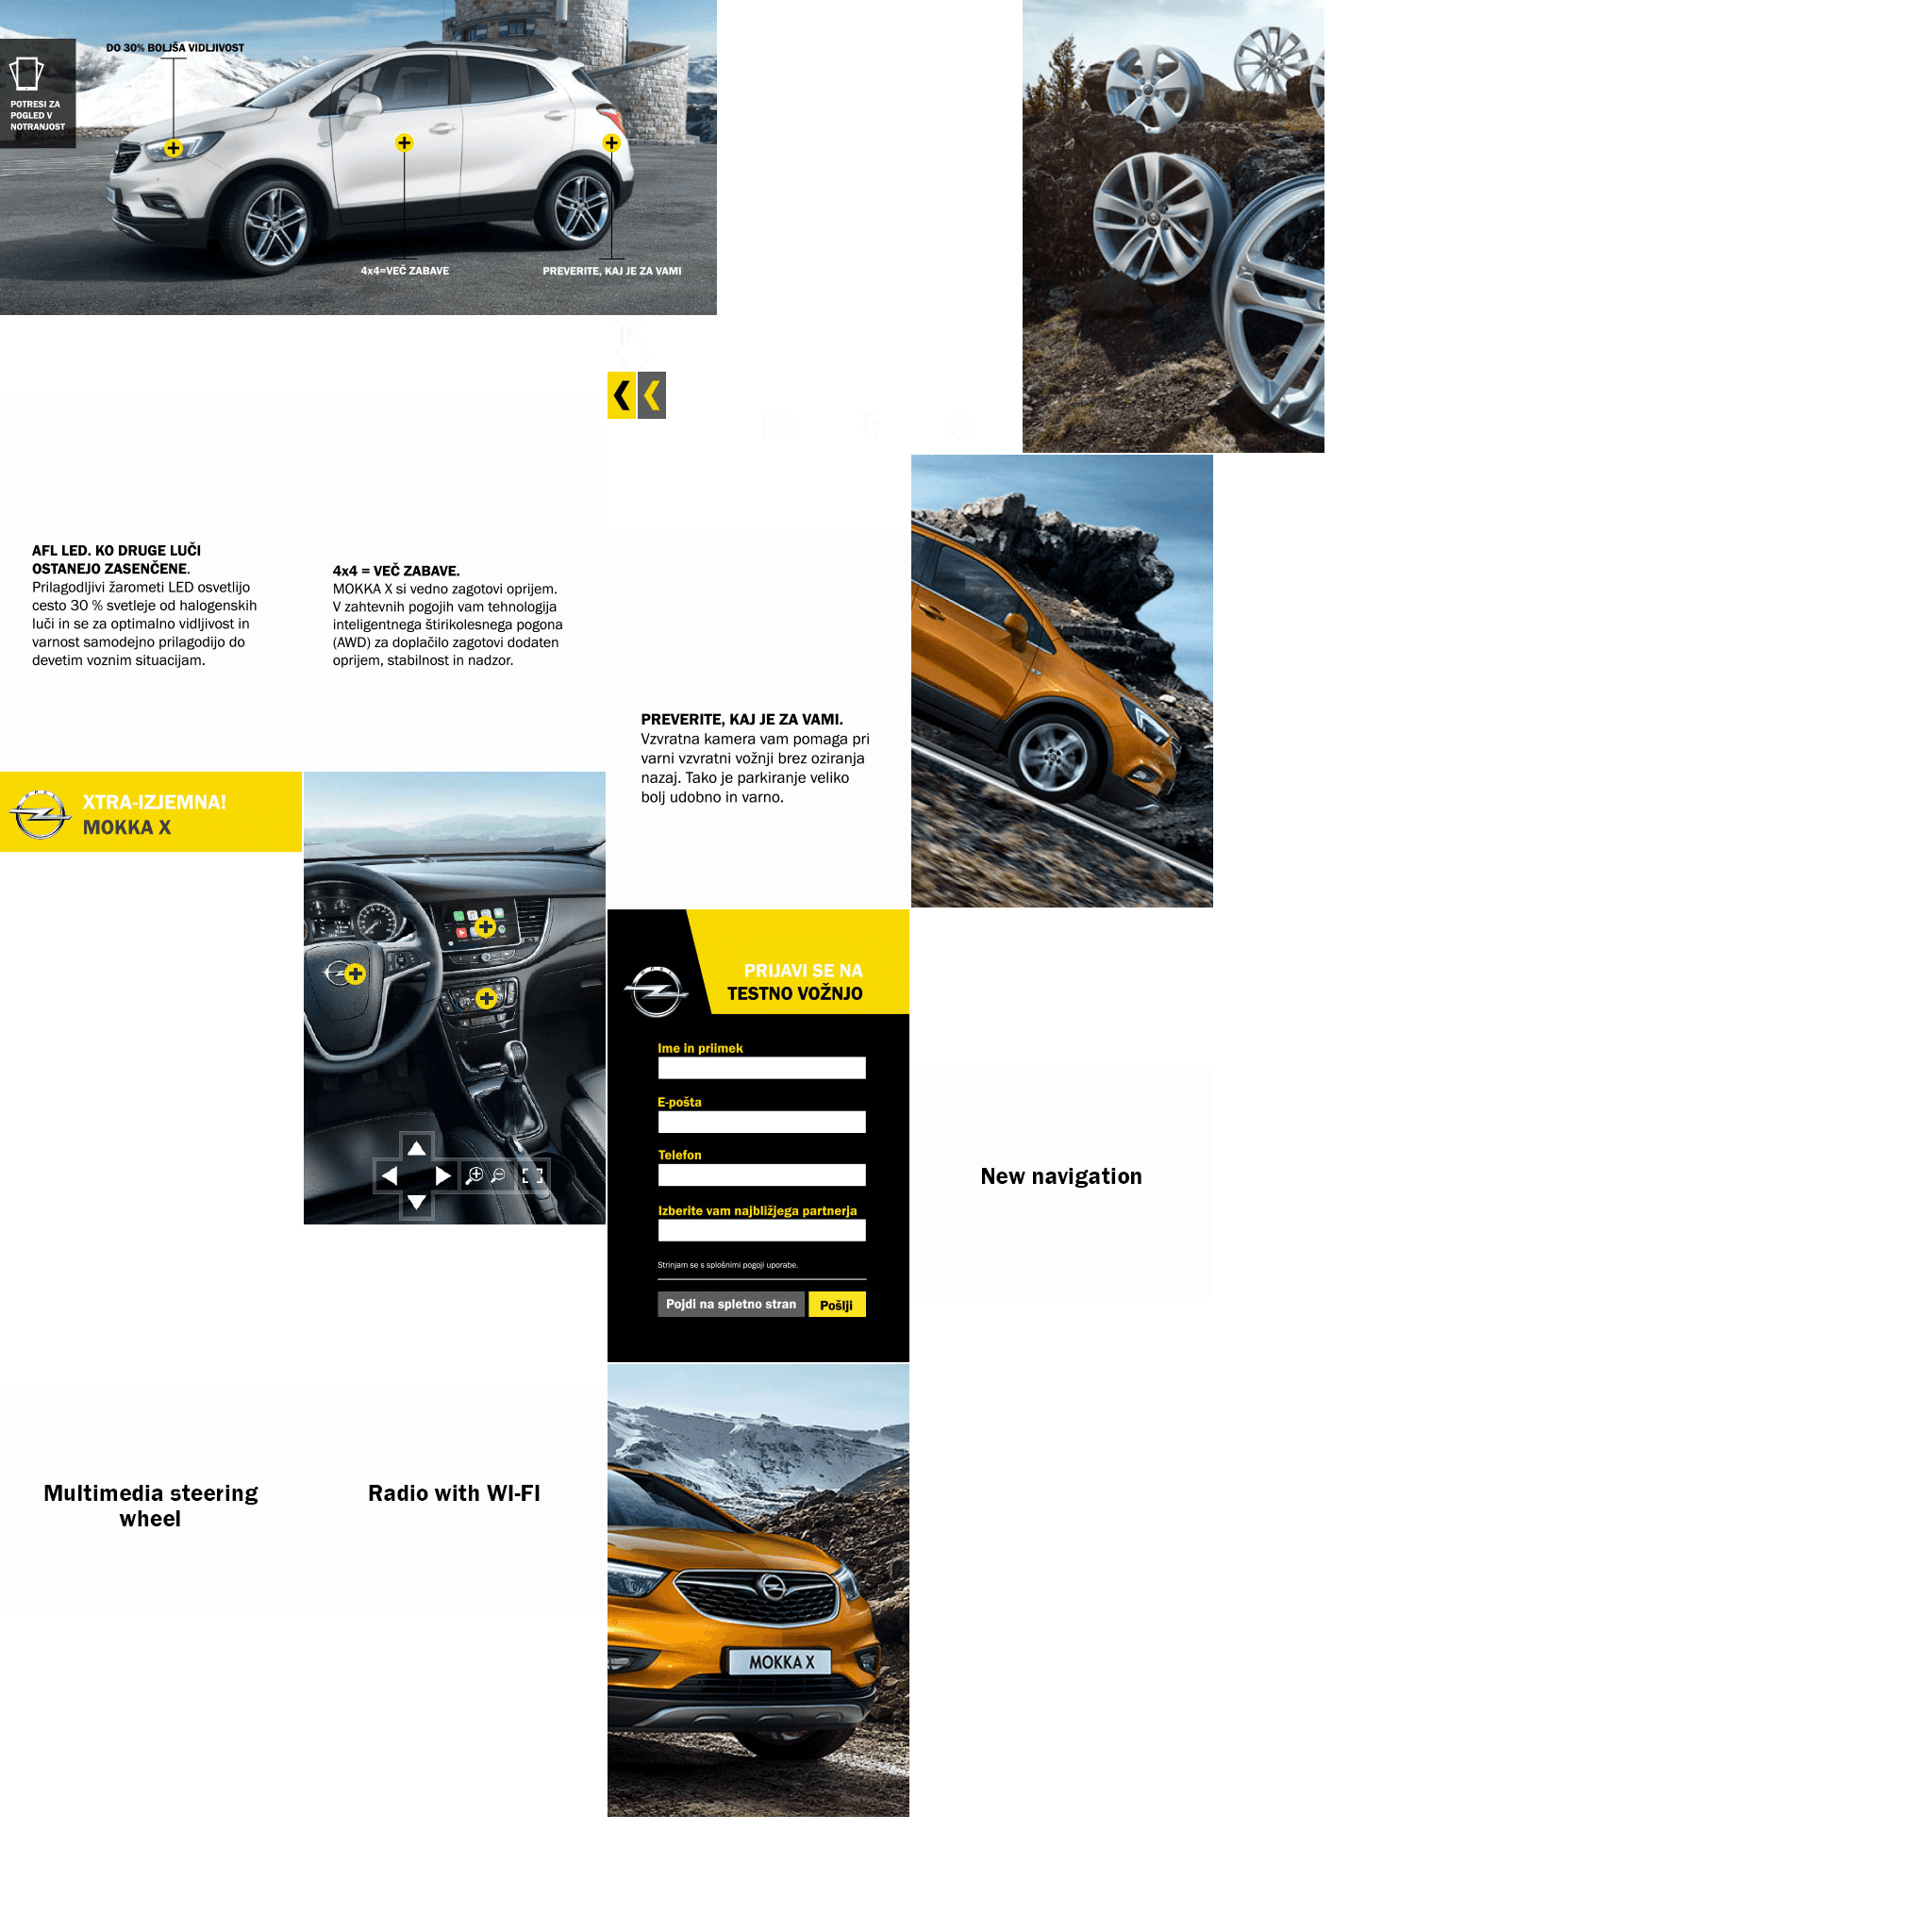 DO 30% BOLJŠA VIDLJIVOST
POTRESI ZA
POGLED V
NOTRANJOST
4x4=VEČ ZABAVE
PREVERITE, KAJ JE ZA VAMI
AFL LED. KO DRUGE LUČI
OSTANEJO ZASENČENE.
Prilagodljivi žarometi LED osvetlijo
cesto 30 % svetleje od halogenskih
luči in se za optimalno vidljivost in
varnost samodejno prilagodijo do
devetim voznim situacijam.
4x4 = VEČ ZABAVE.
MOKKA X si vedno zagotovi oprijem.
V zahtevnih pogojih vam tehnologija
inteligentnega štirikolesnega pogona
(AWD) za doplačilo zagotovi dodaten
oprijem, stabilnost in nadzor.
PREVERITE, KAJ JE ZA VAMI.
Vzvratna kamera vam pomaga pri
varni vzvratni vožnji brez oziranja
nazaj. Tako je parkiranje veliko
bolj udobno in varno.
OPEL
XTRA-IZJEMNA!
MOKKA X
OPEL
PRIJAVI SE NA
TESTNO VOŽNJO
Ime in priimek
E-pošta
Telefon
Izberite vam najbližjega partnerja
Strinjam se s splošnimi pogoji uporabe.
Pojdi na spletno stran
Pošlji
New navigation
Multimedia steering
wheel
Radio with WI-FI
MOKKA X